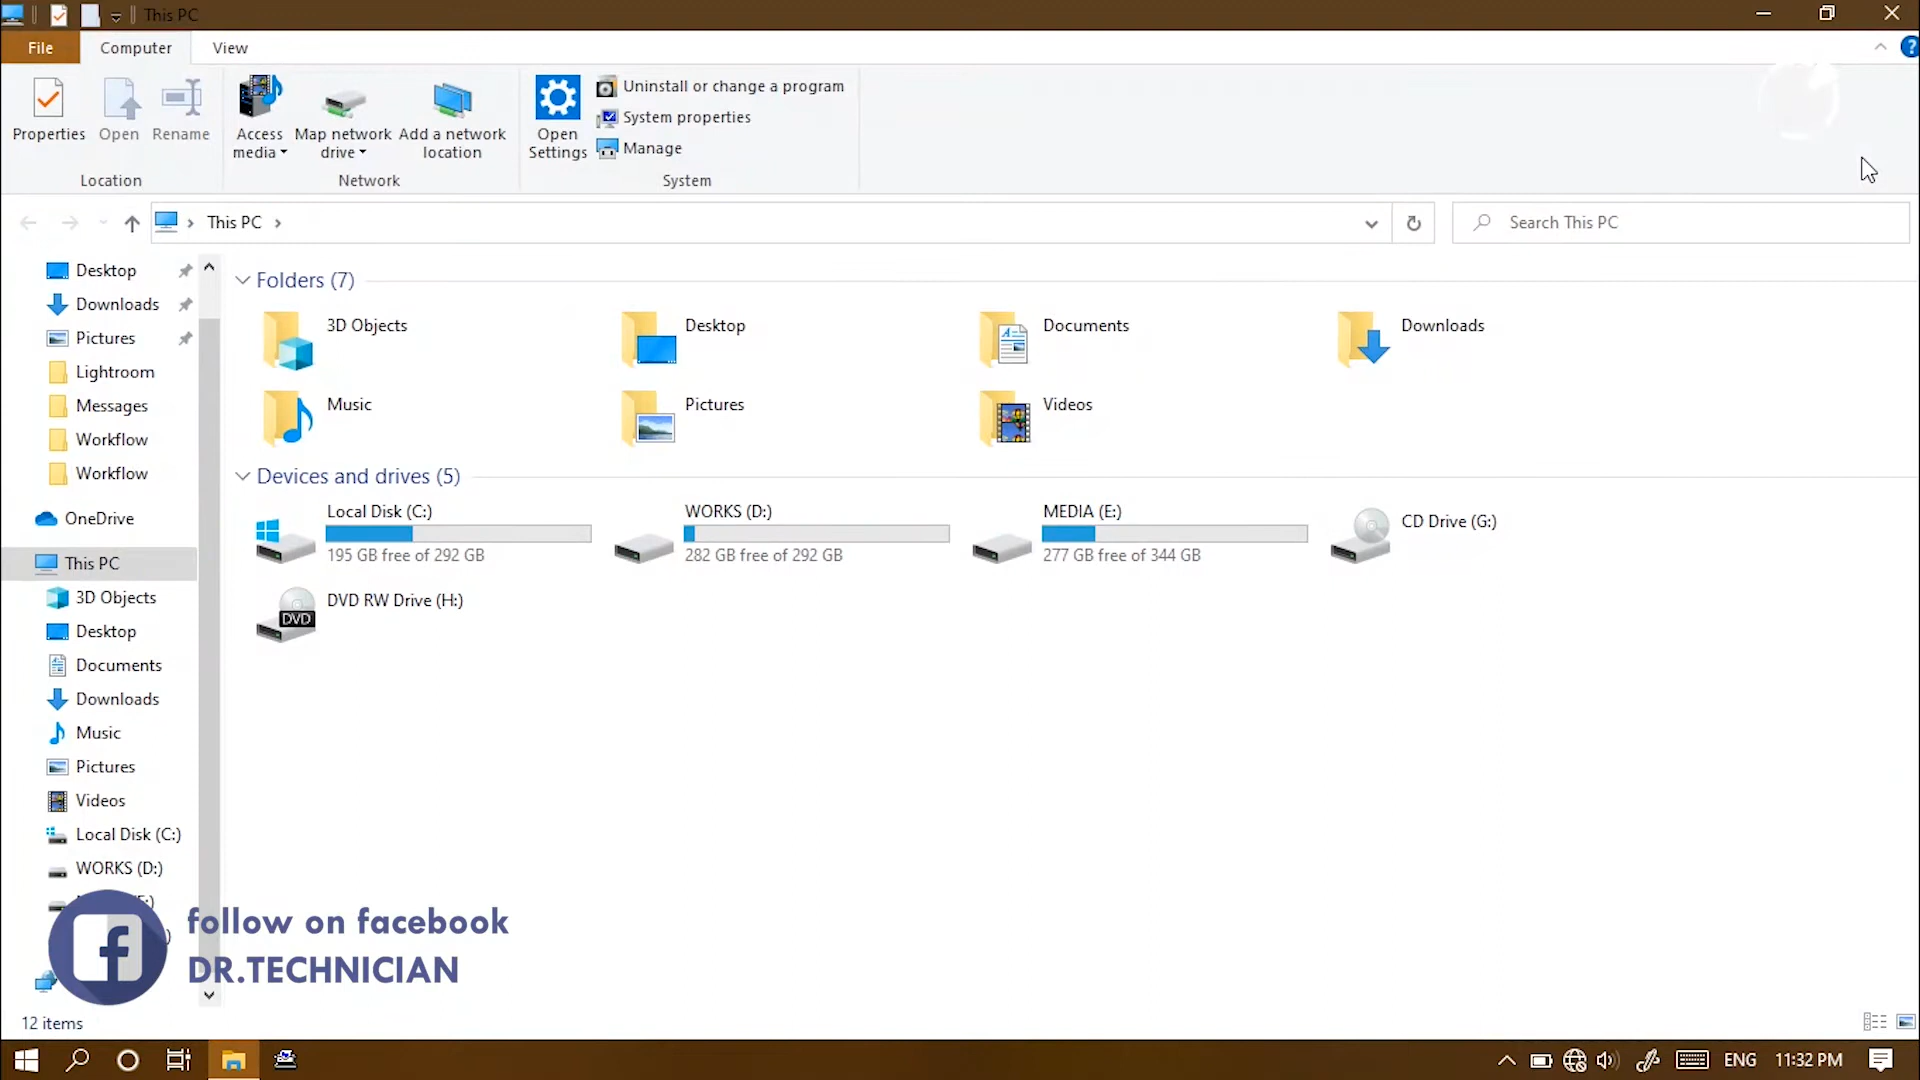 This PC
File
Computer
View
Properties
Open
Rename
Location
Access media
Map network drive
Add a network location
Network
Open Settings
Uninstall or change a program
System properties
Manage
System
This PC
Search This PC
Desktop
Downloads
Pictures
Lightroom
Messages
Workflow
Workflow
OneDrive
This PC
3D Objects
Desktop
Documents
Downloads
Music
Pictures
Videos
Local Disk (C:)
WORKS (D:)
Folders (7)
3D Objects
Desktop
Documents
Downloads
Music
Pictures
Videos
Devices and drives (5)
Local Disk (C:)
195 GB free of 292 GB
WORKS (D:)
282 GB free of 292 GB
MEDIA (E:)
277 GB free of 344 GB
CD Drive (G:)
DVD
DVD RW Drive (H:)
follow on facebook
DR.TECHNICIAN
12 items
ENG
11:32 PM